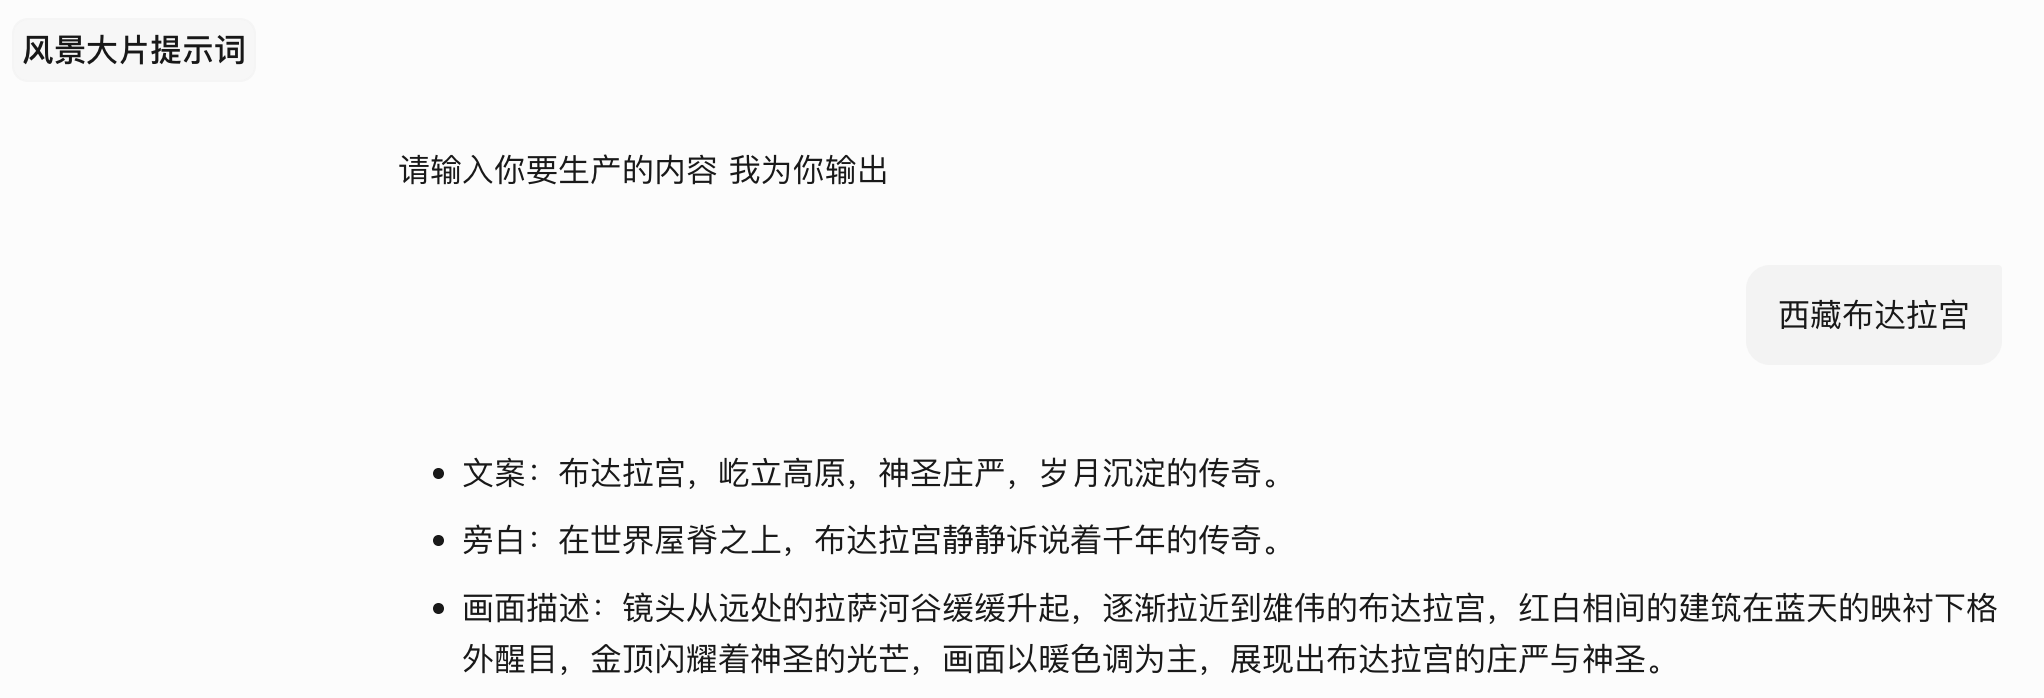 风景大片提示词
请输入你要生产的内容 我为你输出
西藏布达拉宫
文案：布达拉宫，屹立高原，神圣庄严，岁月沉淀的传奇。
旁白：在世界屋脊之上，布达拉宫静静诉说着千年的传奇。
画面描述：镜头从远处的拉萨河谷缓缓升起，逐渐拉近到雄伟的布达拉宫，红白相间的建筑在蓝天的映衬下格
外醒目，金顶闪耀着神圣的光芒，画面以暖色调为主，展现出布达拉宫的庄严与神圣。